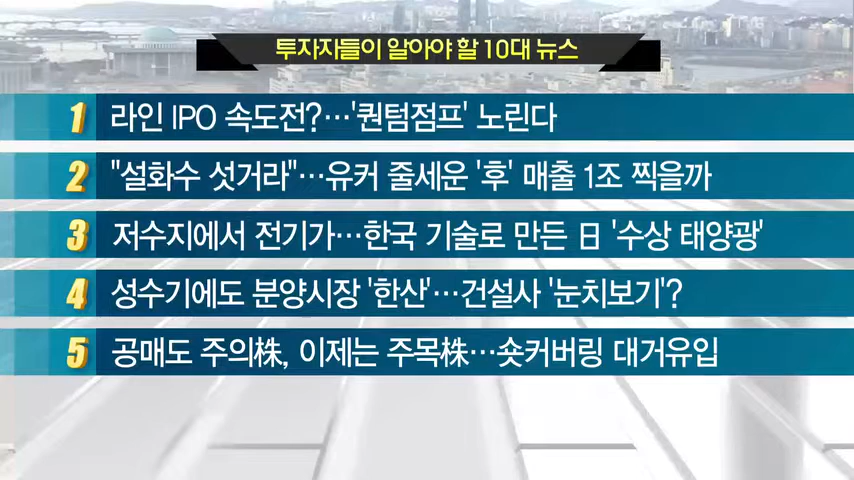 투자자들이 알아야 할 10대 뉴스
1 라인 IPO 속도전?…'퀀텀점프' 노린다
2 "설화수 섯거라"…유커 줄세운 '후' 매출 1조 찍을까
3 저수지에서 전기가…한국 기술로 만든 日 '수상 태양광'
4 성수기에도 분양시장 '한산'…건설사 '눈치보기'?
5 공매도 주의株, 이제는 주목株…숏커버링 대거유입